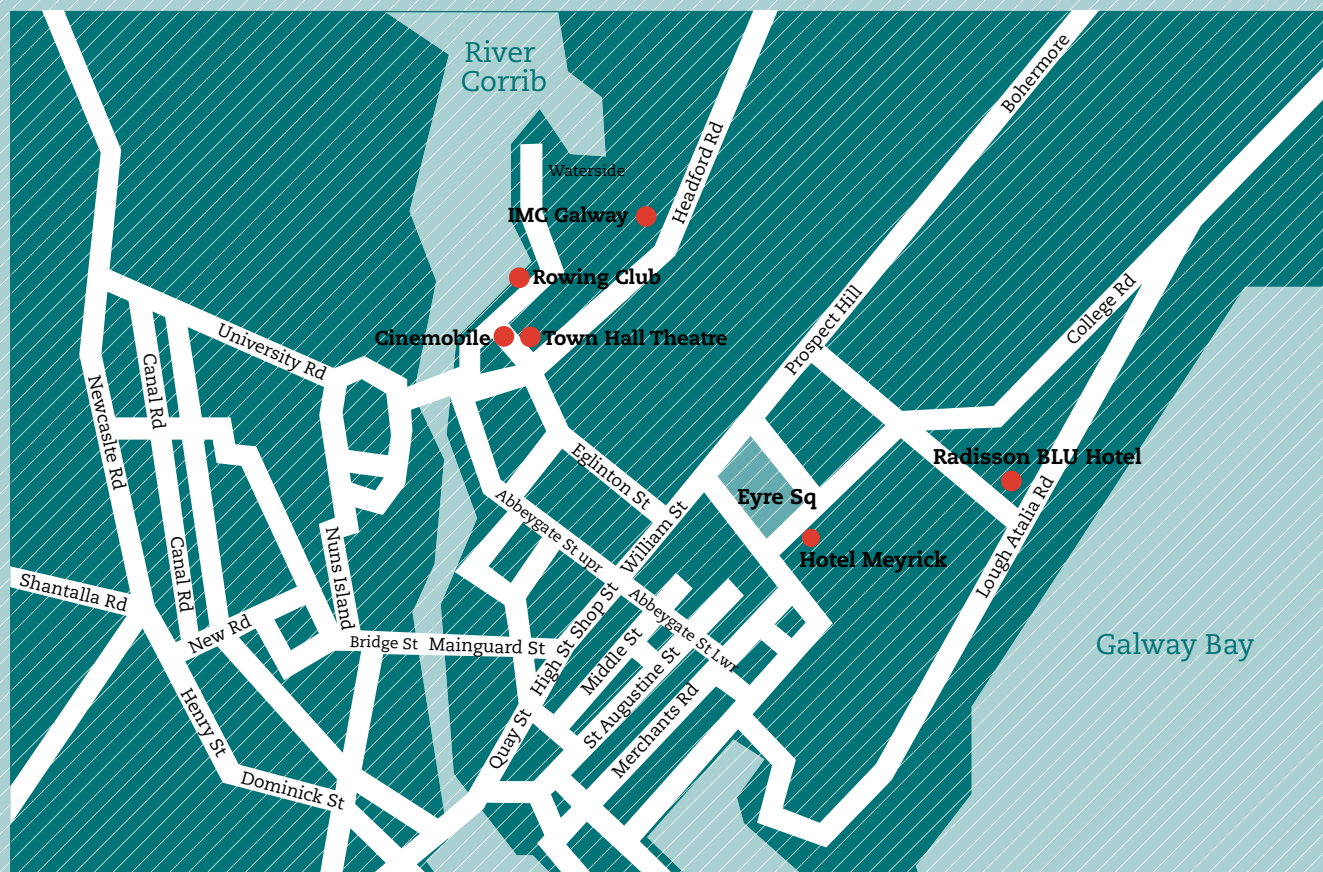 River
Corrib
Bohermore
Headford Rd
Waterside
IMC Galway
Rowing Club
Cinemobile
Town Hall Theatre
Prospect Hill
College Rd
University Rd
Canal Rd
Newcaslte Rd
Eglinton St
Radisson BLU Hotel
Eyre Sq
Hotel Meyrick
Abbeygate St upr
William St
Lough Atalia Rd
Canal Rd
Nuns Island
Shantalla Rd
New Rd
Bridge St
Mainguard St
High St
Shop St
Abbeygate St Lwr
Middle St
St Augustine St
Merchants Rd
Galway Bay
Henry St
Quay St
Dominick St